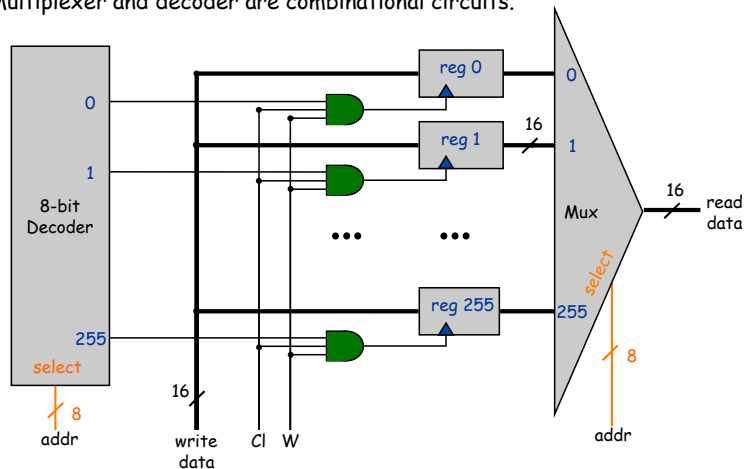 Multiplexer and decoder are combinational circuits.
reg 0
0
0
reg 1
16
1
1
8-bit
Decoder
Mux
16
read
data
...
...
select
reg 255
255
255
select
8
16
8
addr
write
data
Cl
W
addr